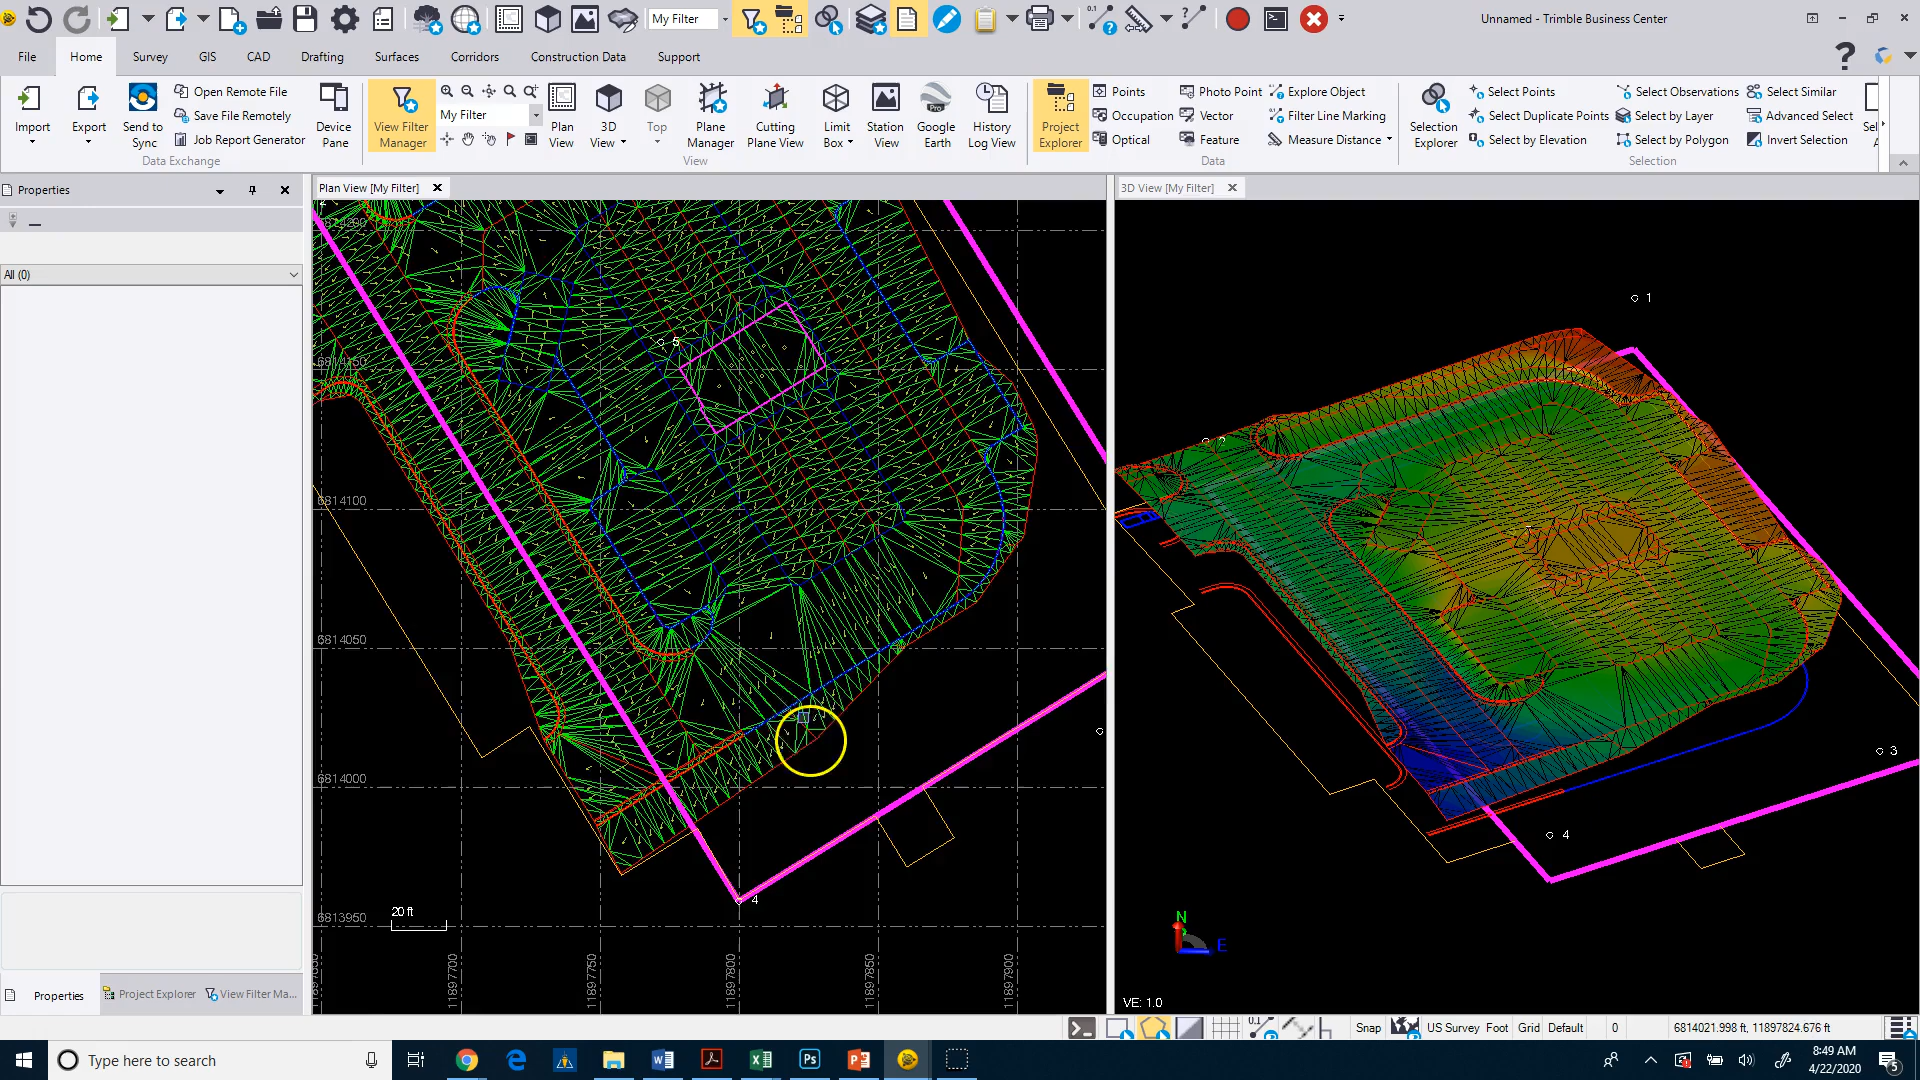 My Filter
Unnamed - Trimble Business Center
File Home Survey GIS CAD Drafting Surfaces Corridors Construction Data Support
Import
Export
Send to Sync
Open Remote File
Save File Remotely
Job Report Generator
Data Exchange
Device Pane
View Filter Manager
My Filter
Plan View
3D View
Top
Plane Manager
Cutting Plane View
Limit Box
Station View
Google Earth
History Log View
View
Project Explorer
Points
Occupation
Optical
Photo Point
Vector
Feature
Explore Object
Filter Line Marking
Measure Distance
Data
Selection Explorer
Select Points
Select Duplicate Points
Select by Elevation
Select Observations
Select by Layer
Select by Polygon
Select Similar
Advanced Select
Invert Selection
Selection
Properties
All (0)
Plan View [My Filter]
3D View [My Filter]
6814150
6814100
6814050
6814000
6813950
20 ft
11897700
11897750
11897800
11897850
11897900
5
4
1
2
3
4
N
E
VE: 1.0
Properties Project Explorer View Filter Ma...
Snap US Survey Foot Grid Default 0 6814021.998 ft, 11897824.676 ft
Type here to search
8:49 AM
4/22/2020
5